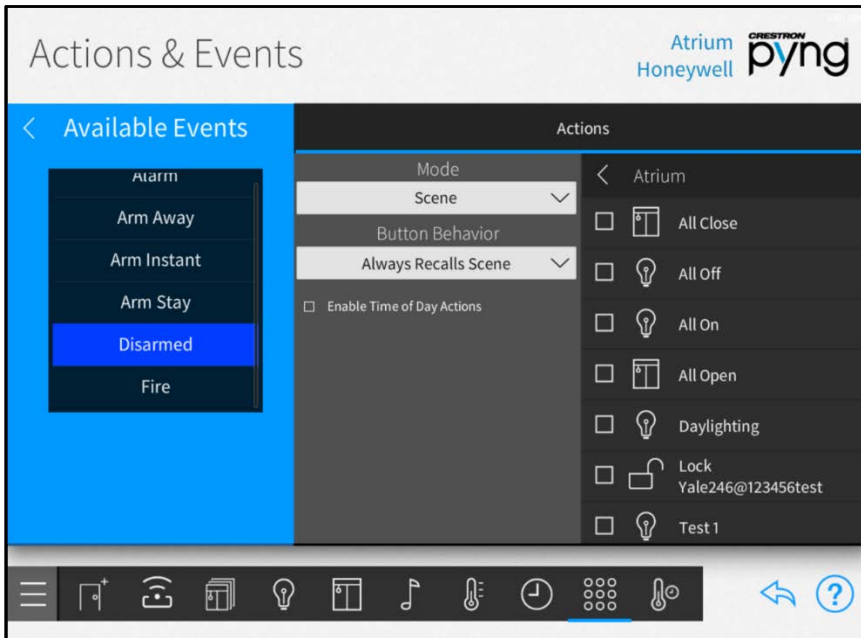 Actions & Events
Atrium
Honeywell
CRESTRON
pyng
Available Events
Alarm
Arm Away
Arm Instant
Arm Stay
Disarmed
Fire
Actions
Mode
Scene
Button Behavior
Always Recalls Scene
Enable Time of Day Actions
Atrium
All Close
All Off
All On
All Open
Daylighting
Lock
Yale246@123456test
Test 1
?